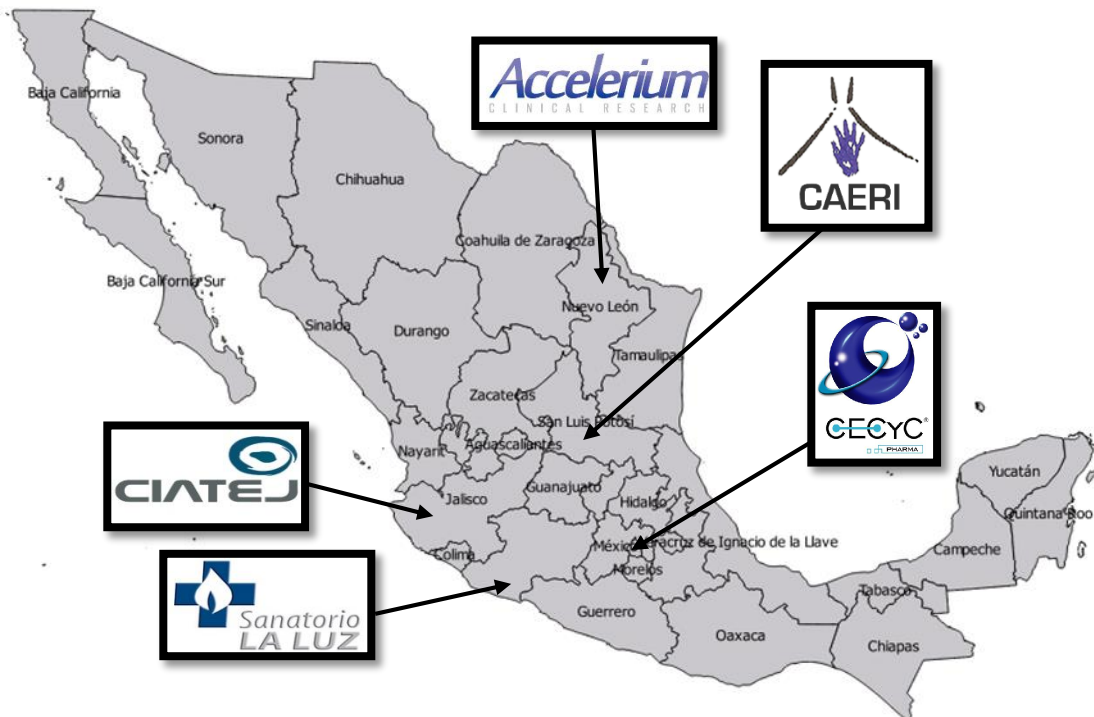 Accelerium
CLINICAL RESEARCH
CAERI
Baja California
Sonora
Chihuahua
Coahuila de Zaragoza
Baja California Sur
Nuevo León
Sinaloa
Durango
Tamaulipas
CECyC®
PHARMA
Zacatecas
San Luis Potosí
Aguascalientes
Nayarit
CIATEJ
Jalisco
Guanajuato
Hidalgo
Yucatán
Quintana Roo
México
Veracruz de Ignacio de la Llave
Campeche
Colima
Morelos
Tabasco
Sanatorio
LA LUZ
Guerrero
Oaxaca
Chiapas